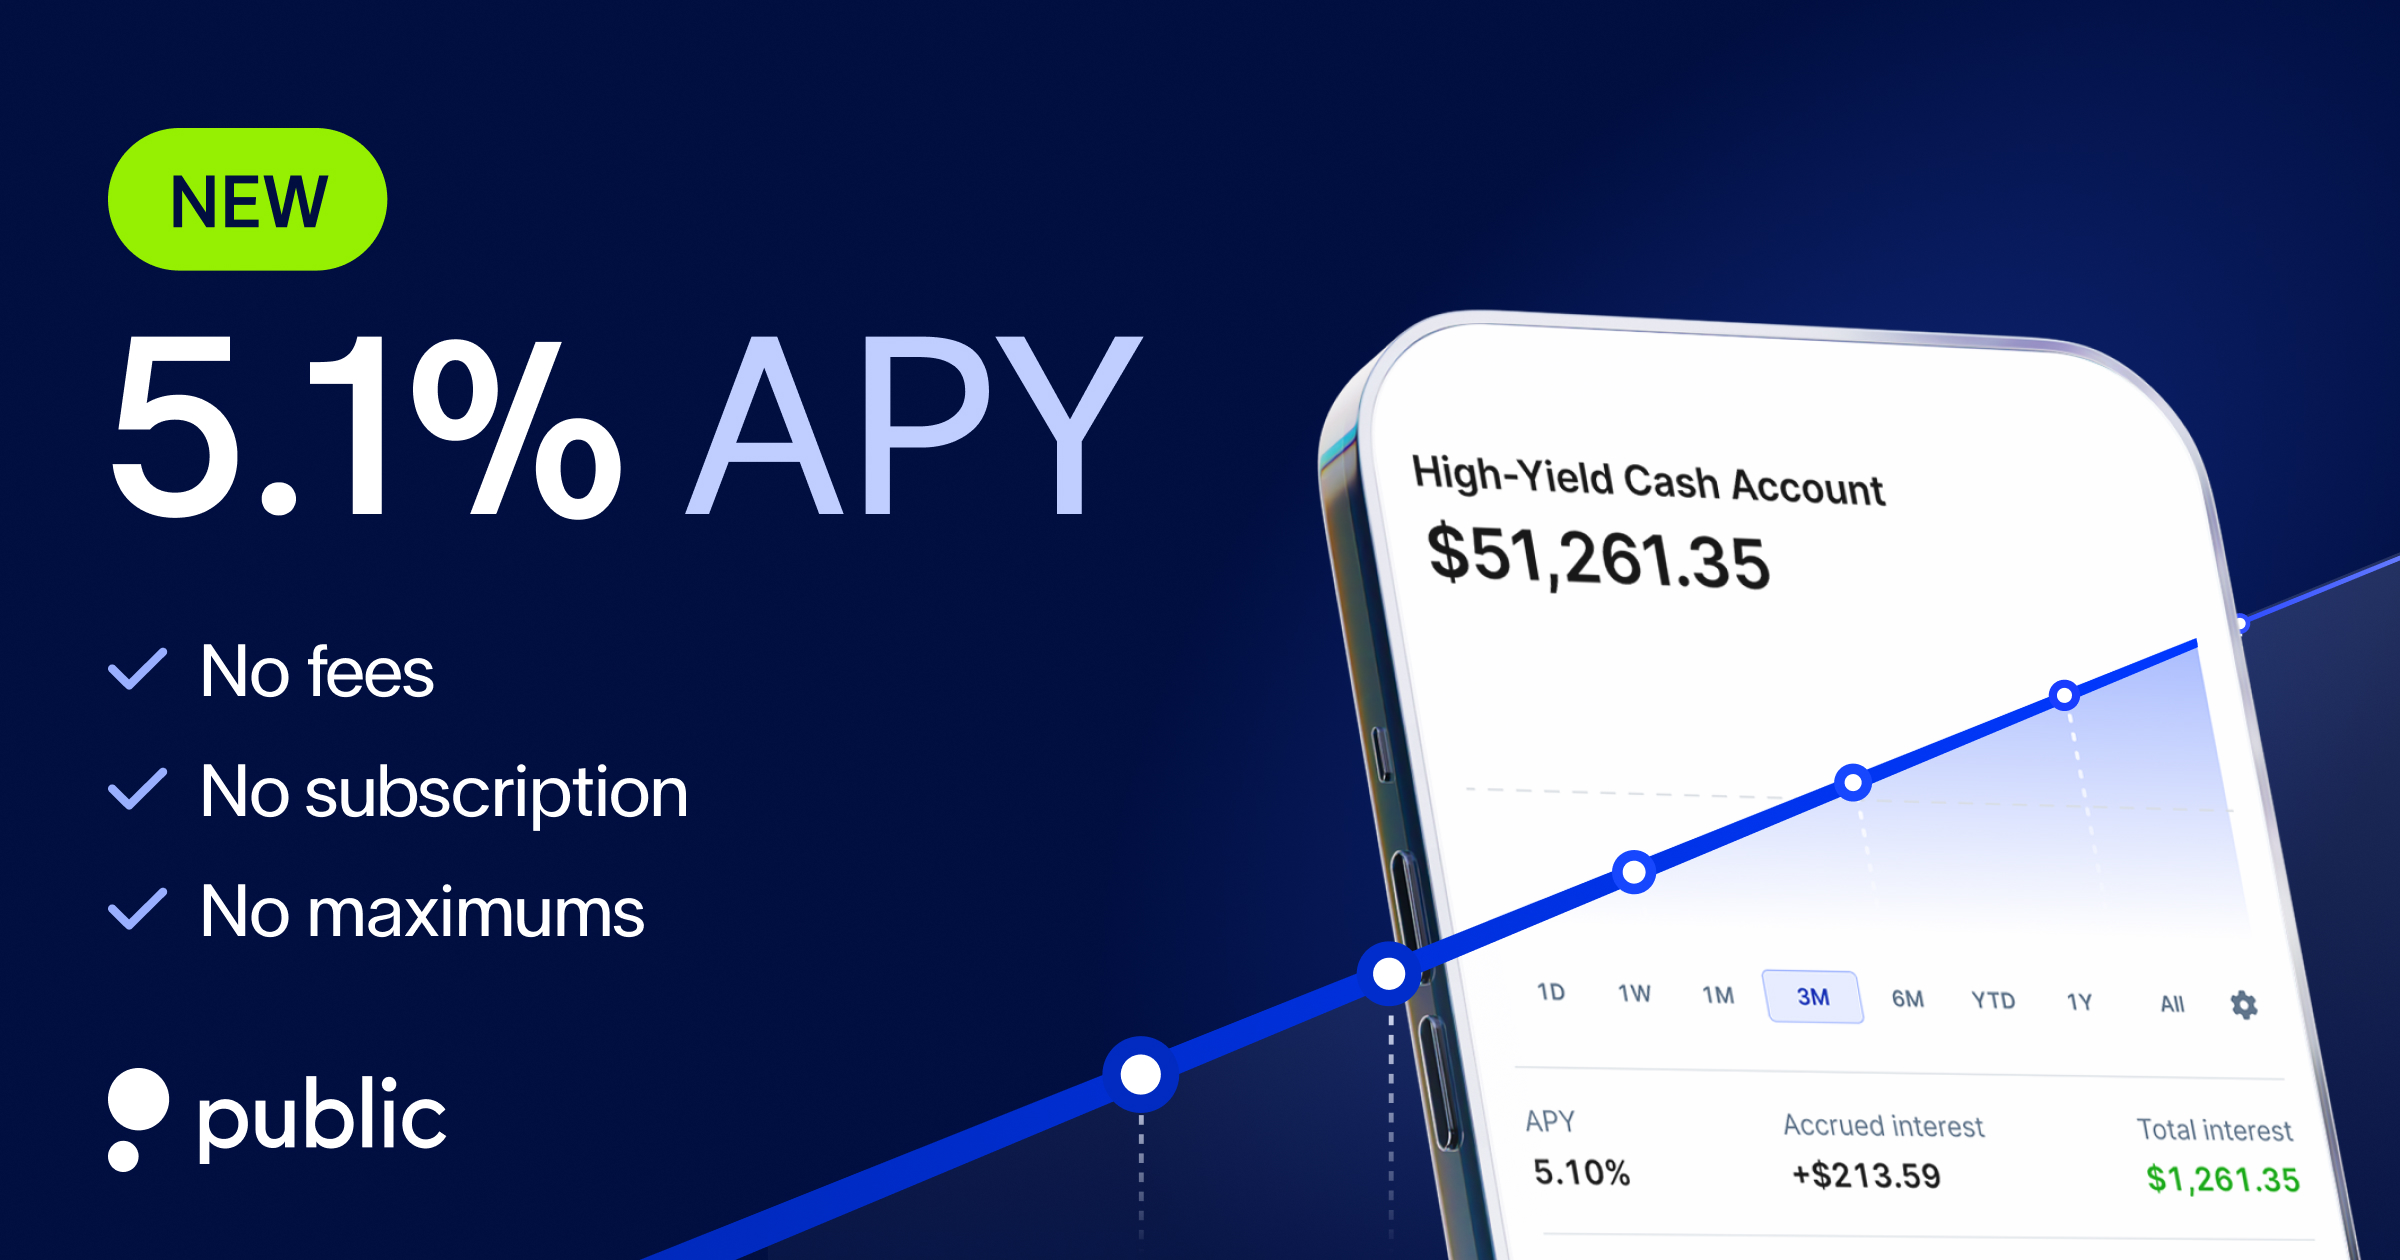 NEW
5.1% APY
No fees
No subscription
No maximums
public
High-Yield Cash Account
$51,261.35
1D 1W 1M 3M 6M YTD 1Y All
APY Accrued interest Total interest
5.10% +$213.59 $1,261.35